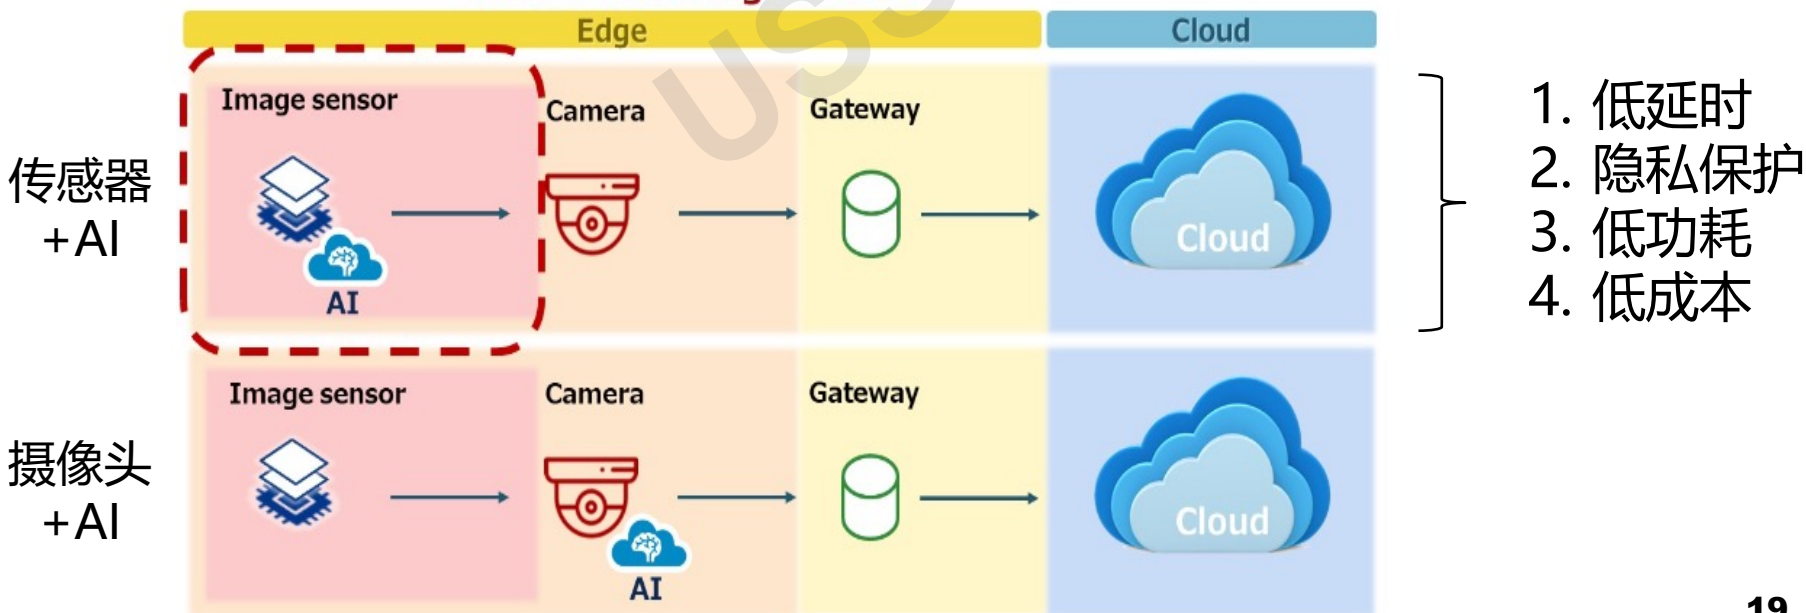 Edge
Cloud
传感器
+AI
Image sensor
AI
Camera
Gateway
Cloud
1. 低延时
2. 隐私保护
3. 低功耗
4. 低成本
摄像头
+AI
Image sensor
Camera
AI
Gateway
Cloud
19